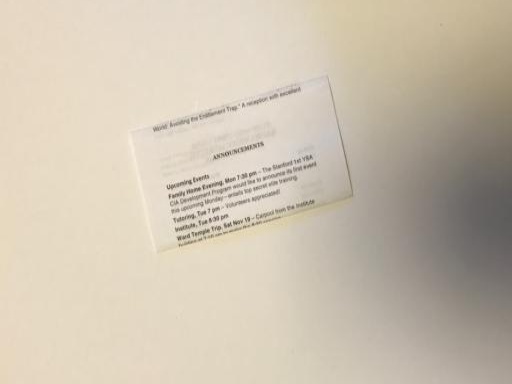 World: Avoiding the Entitlement Trap." A reception with excellent
ANNOUNCEMENTS
Upcoming Events
Family Home Evening, Mon 7:30 pm – The Stanford 1st YSA
CIA Development Program would like to announce its first event
this upcoming Monday – entails top secret elite training.
Tutoring, Tue 7 pm – Volunteers appreciated!
Institute, Tue 8:30 pm
Ward Temple Trip, Sat Nov 19 – Carpool from the Institute